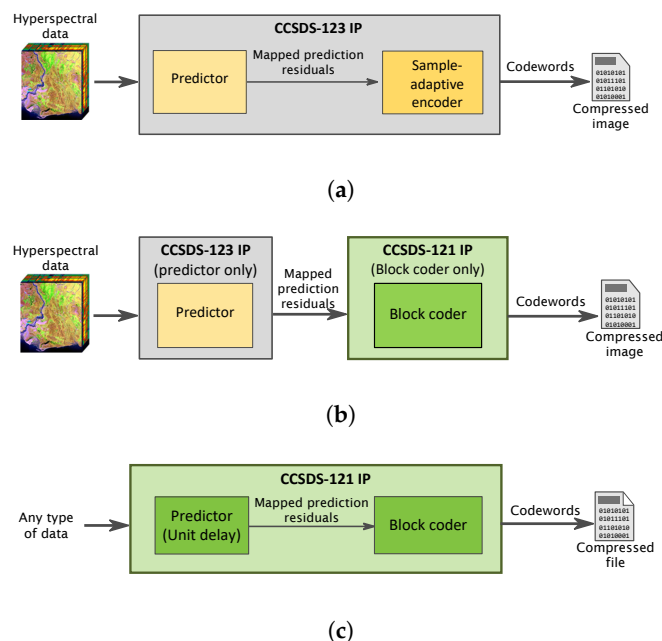 CCSDS-123 IP
Hyperspectral
data
Predictor
Mapped prediction
residuals
Sample-
adaptive
encoder
Codewords
01010101
01011101
01101010
01010001
Compressed
image
(a)
Hyperspectral
data
CCSDS-123 IP
(predictor only)
Predictor
Mapped
prediction
residuals
CCSDS-121 IP
(Block coder only)
Block coder
Codewords
01010101
01011101
01101010
01010001
Compressed
image
(b)
CCSDS-121 IP
Any type
of data
Predictor
(Unit delay)
Mapped prediction
residuals
Block coder
Codewords
01010101
01011101
01101010
01010001
Compressed
file
(c)